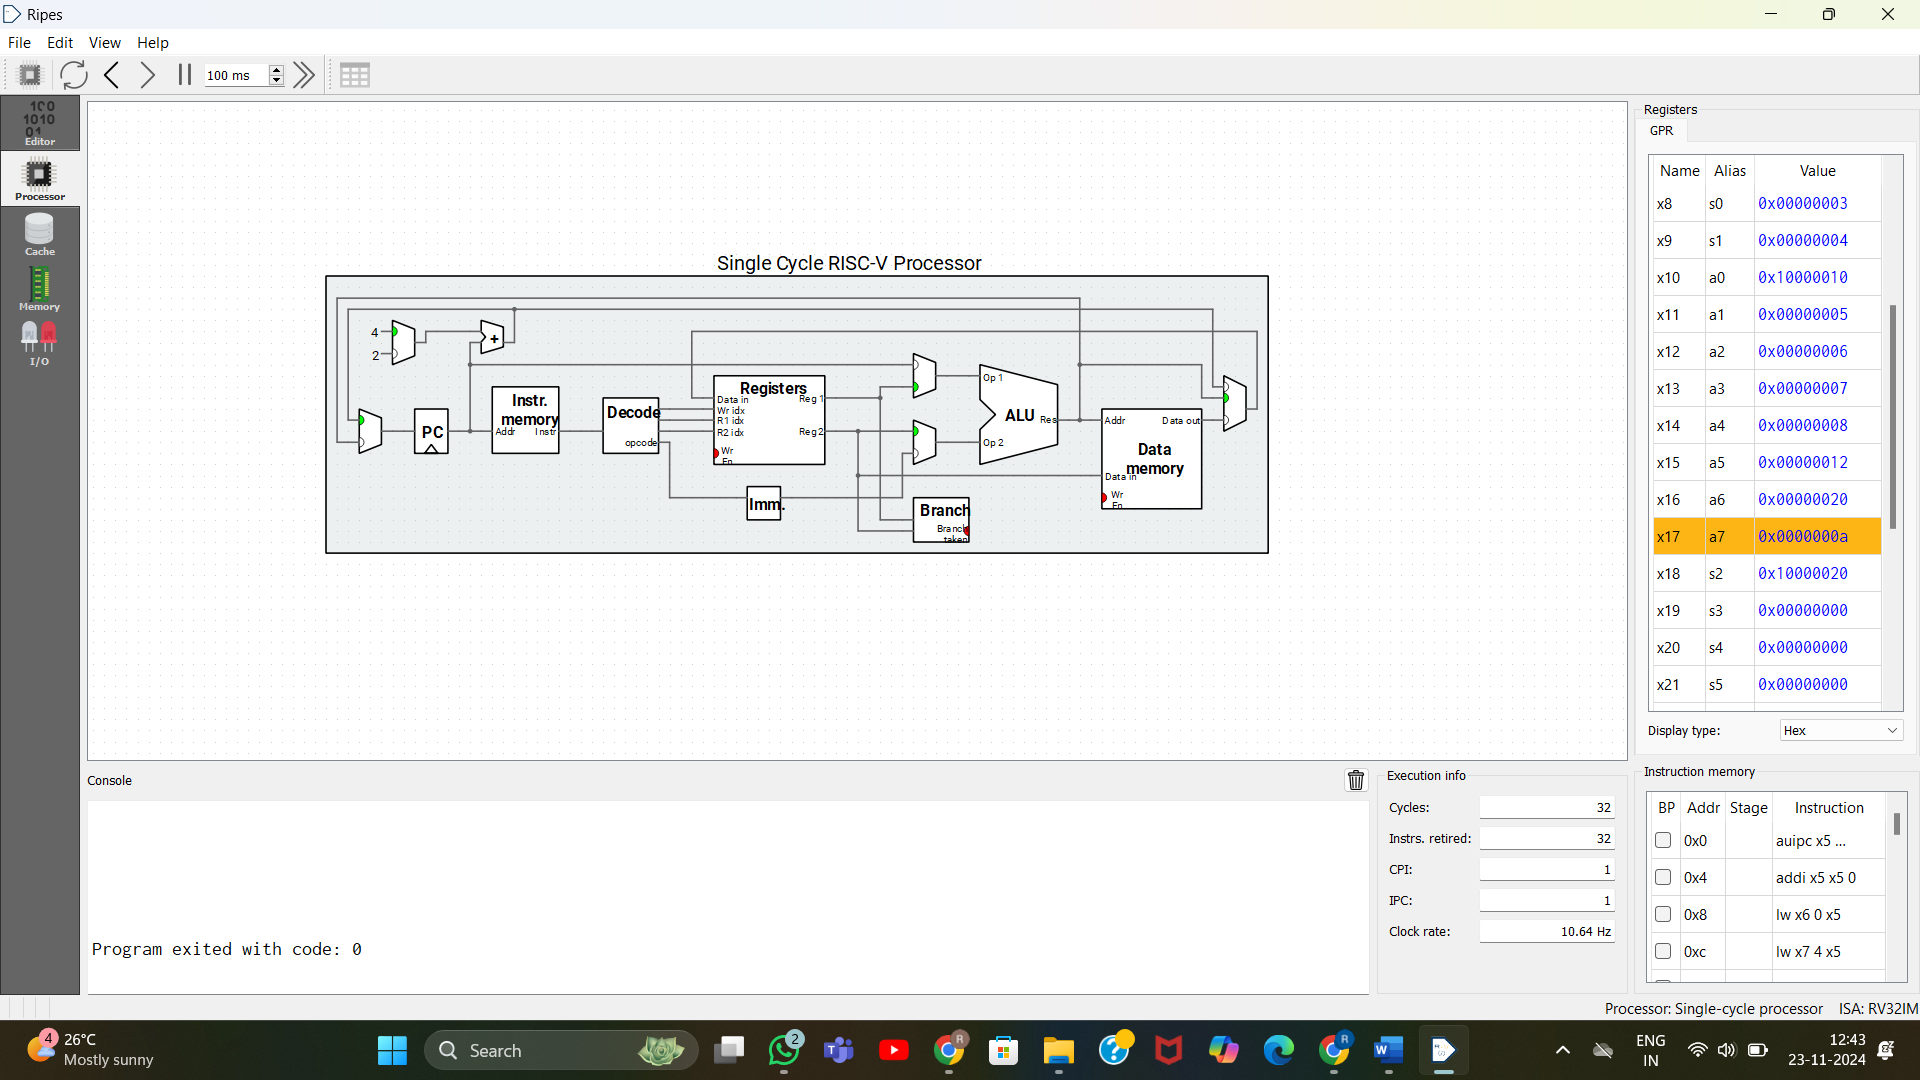 Ripes
File Edit View Help
100 ms
Editor
Processor
Cache
Memory
I/O
Single Cycle RISC-V Processor
4
2
+
PC
Instr. memory
Addr Instr
Decode
opcode
Registers
Data in
Wr idx
R1 idx
R2 idx
Wr En
Reg 1
Reg 2
Imm.
Op 1
Op 2
ALU
Res
Branch
Branch taken
Addr
Data out
Data memory
Data in
Wr En
Registers
GPR
Name Alias Value
x8 s0 0x00000003
x9 s1 0x00000004
x10 a0 0x10000010
x11 a1 0x00000005
x12 a2 0x00000006
x13 a3 0x00000007
x14 a4 0x00000008
x15 a5 0x00000012
x16 a6 0x00000020
x17 a7 0x0000000a
x18 s2 0x10000020
x19 s3 0x00000000
x20 s4 0x00000000
x21 s5 0x00000000
Display type: Hex
Console
Program exited with code: 0
Execution info
Cycles: 32
Instrs. retired: 32
CPI: 1
IPC: 1
Clock rate: 10.64 Hz
Instruction memory
BP Addr Stage Instruction
0x0 auipc x5 ...
0x4 addi x5 x5 0
0x8 lw x6 0 x5
0xc lw x7 4 x5
Processor: Single-cycle processor ISA: RV32IM
4
26°C
Mostly sunny
Search
2
ENG
IN
12:43
23-11-2024